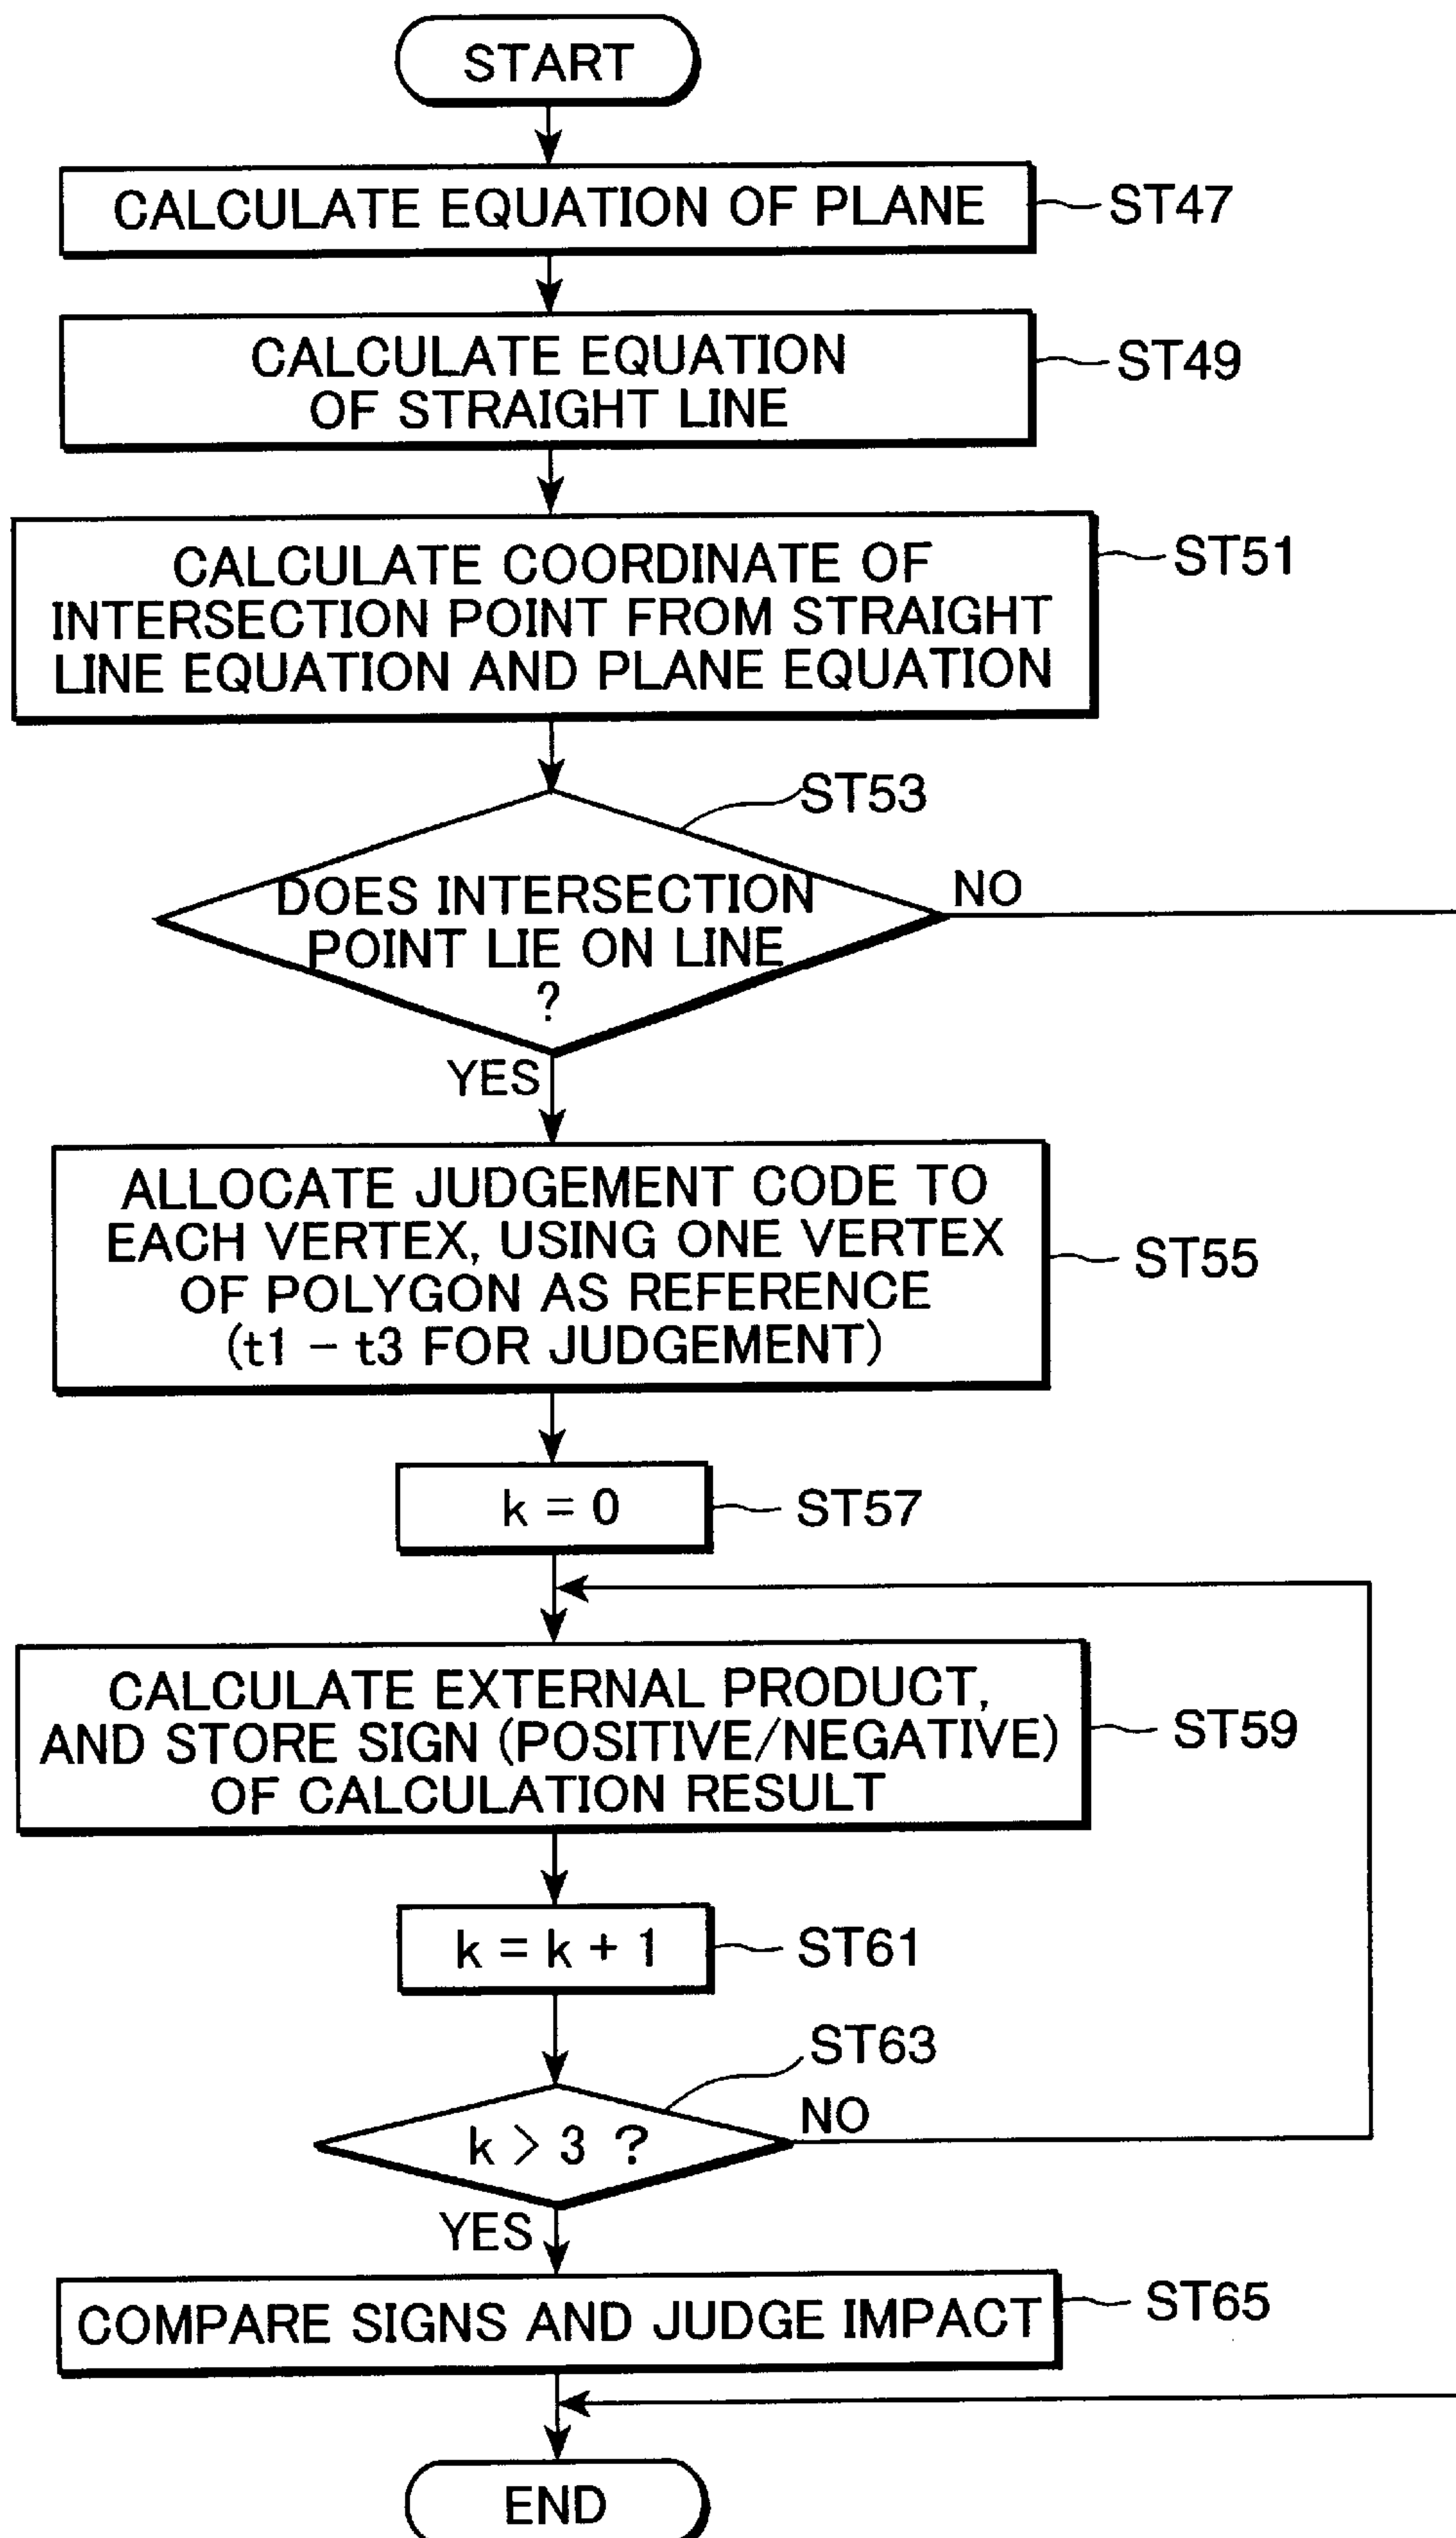 START
CALCULATE EQUATION OF PLANE
ST47
CALCULATE EQUATION
OF STRAIGHT LINE
ST49
CALCULATE COORDINATE OF
INTERSECTION POINT FROM STRAIGHT
LINE EQUATION AND PLANE EQUATION
ST51
ST53
DOES INTERSECTION
POINT LIE ON LINE
?
NO
YES
ALLOCATE JUDGEMENT CODE TO
EACH VERTEX, USING ONE VERTEX
OF POLYGON AS REFERENCE
(t1 - t3 FOR JUDGEMENT)
ST55
k = 0
ST57
CALCULATE EXTERNAL PRODUCT,
AND STORE SIGN (POSITIVE/NEGATIVE)
OF CALCULATION RESULT
ST59
k = k + 1
ST61
ST63
k > 3 ?
NO
YES
COMPARE SIGNS AND JUDGE IMPACT
ST65
END